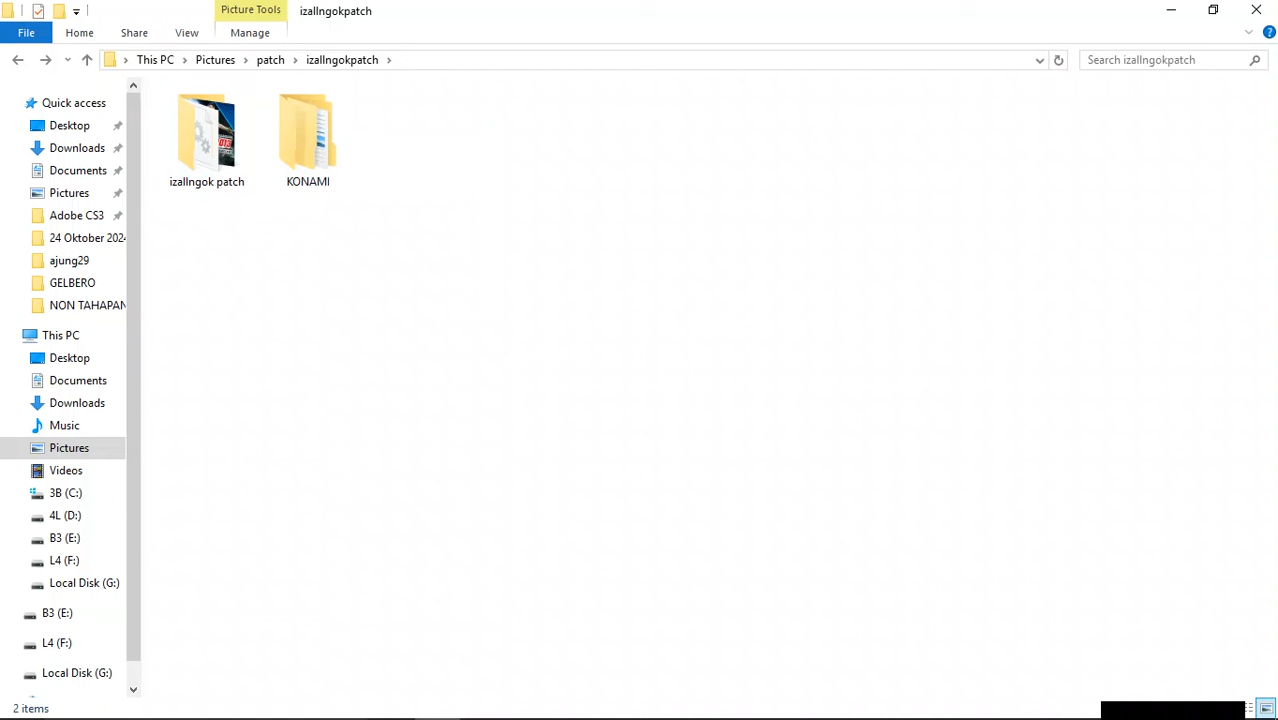 Picture Tools
izallngokpatch
File
Home
Share
View
Manage
This PC
Pictures
patch
izallngokpatch
Search izallngokpatch
Quick access
Desktop
Downloads
Documents
Pictures
Adobe CS3
24 Oktober 2024
ajung29
GELBERO
NON TAHAPAN
This PC
Desktop
Documents
Downloads
Music
Pictures
Videos
3B (C:)
4L (D:)
B3 (E:)
L4 (F:)
Local Disk (G:)
B3 (E:)
L4 (F:)
Local Disk (G:)
izallngok patch
KONAMI
2 items